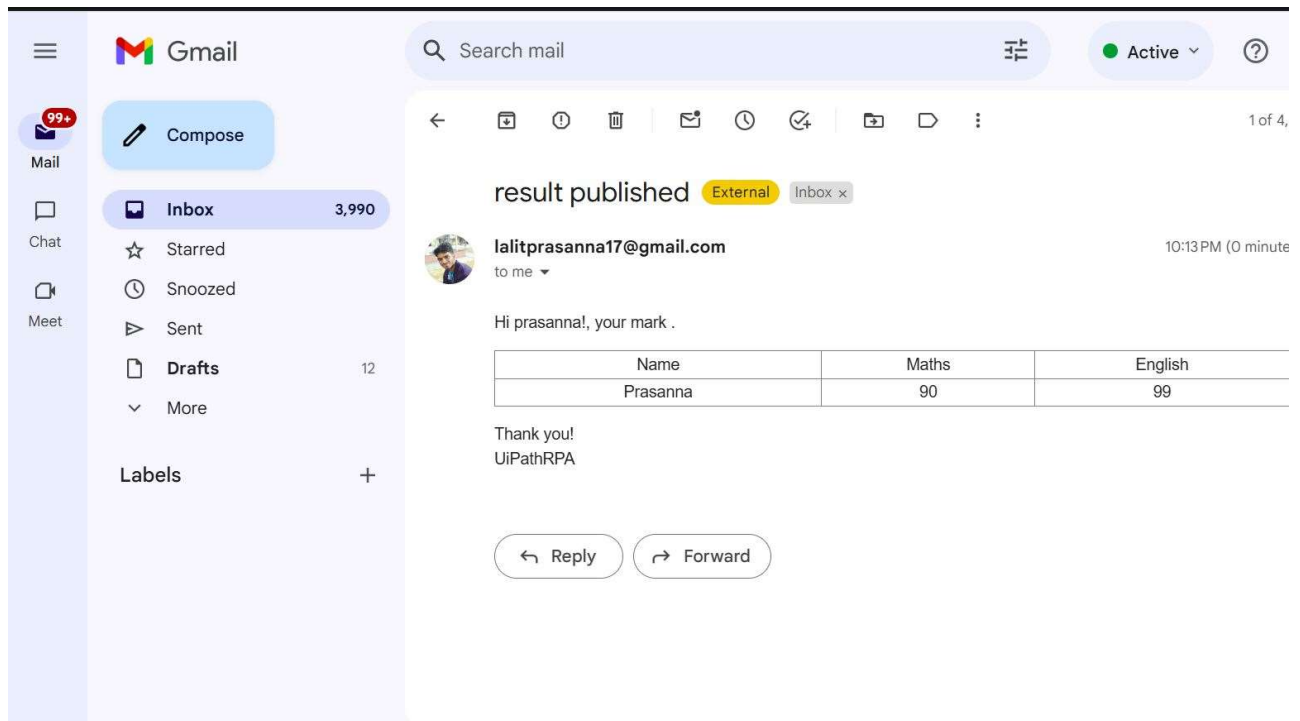 Gmail
Search mail
Active
99+
Mail
Chat
Meet
Compose
Inbox 3,990
Starred
Snoozed
Sent
Drafts 12
More
Labels
1 of 4,
result published External Inbox x
lalitprasanna17@gmail.com 10:13 PM (0 minute
to me
Hi prasanna!, your mark .
Name Maths English
Prasanna 90 99
Thank you!
UiPathRPA
Reply Forward